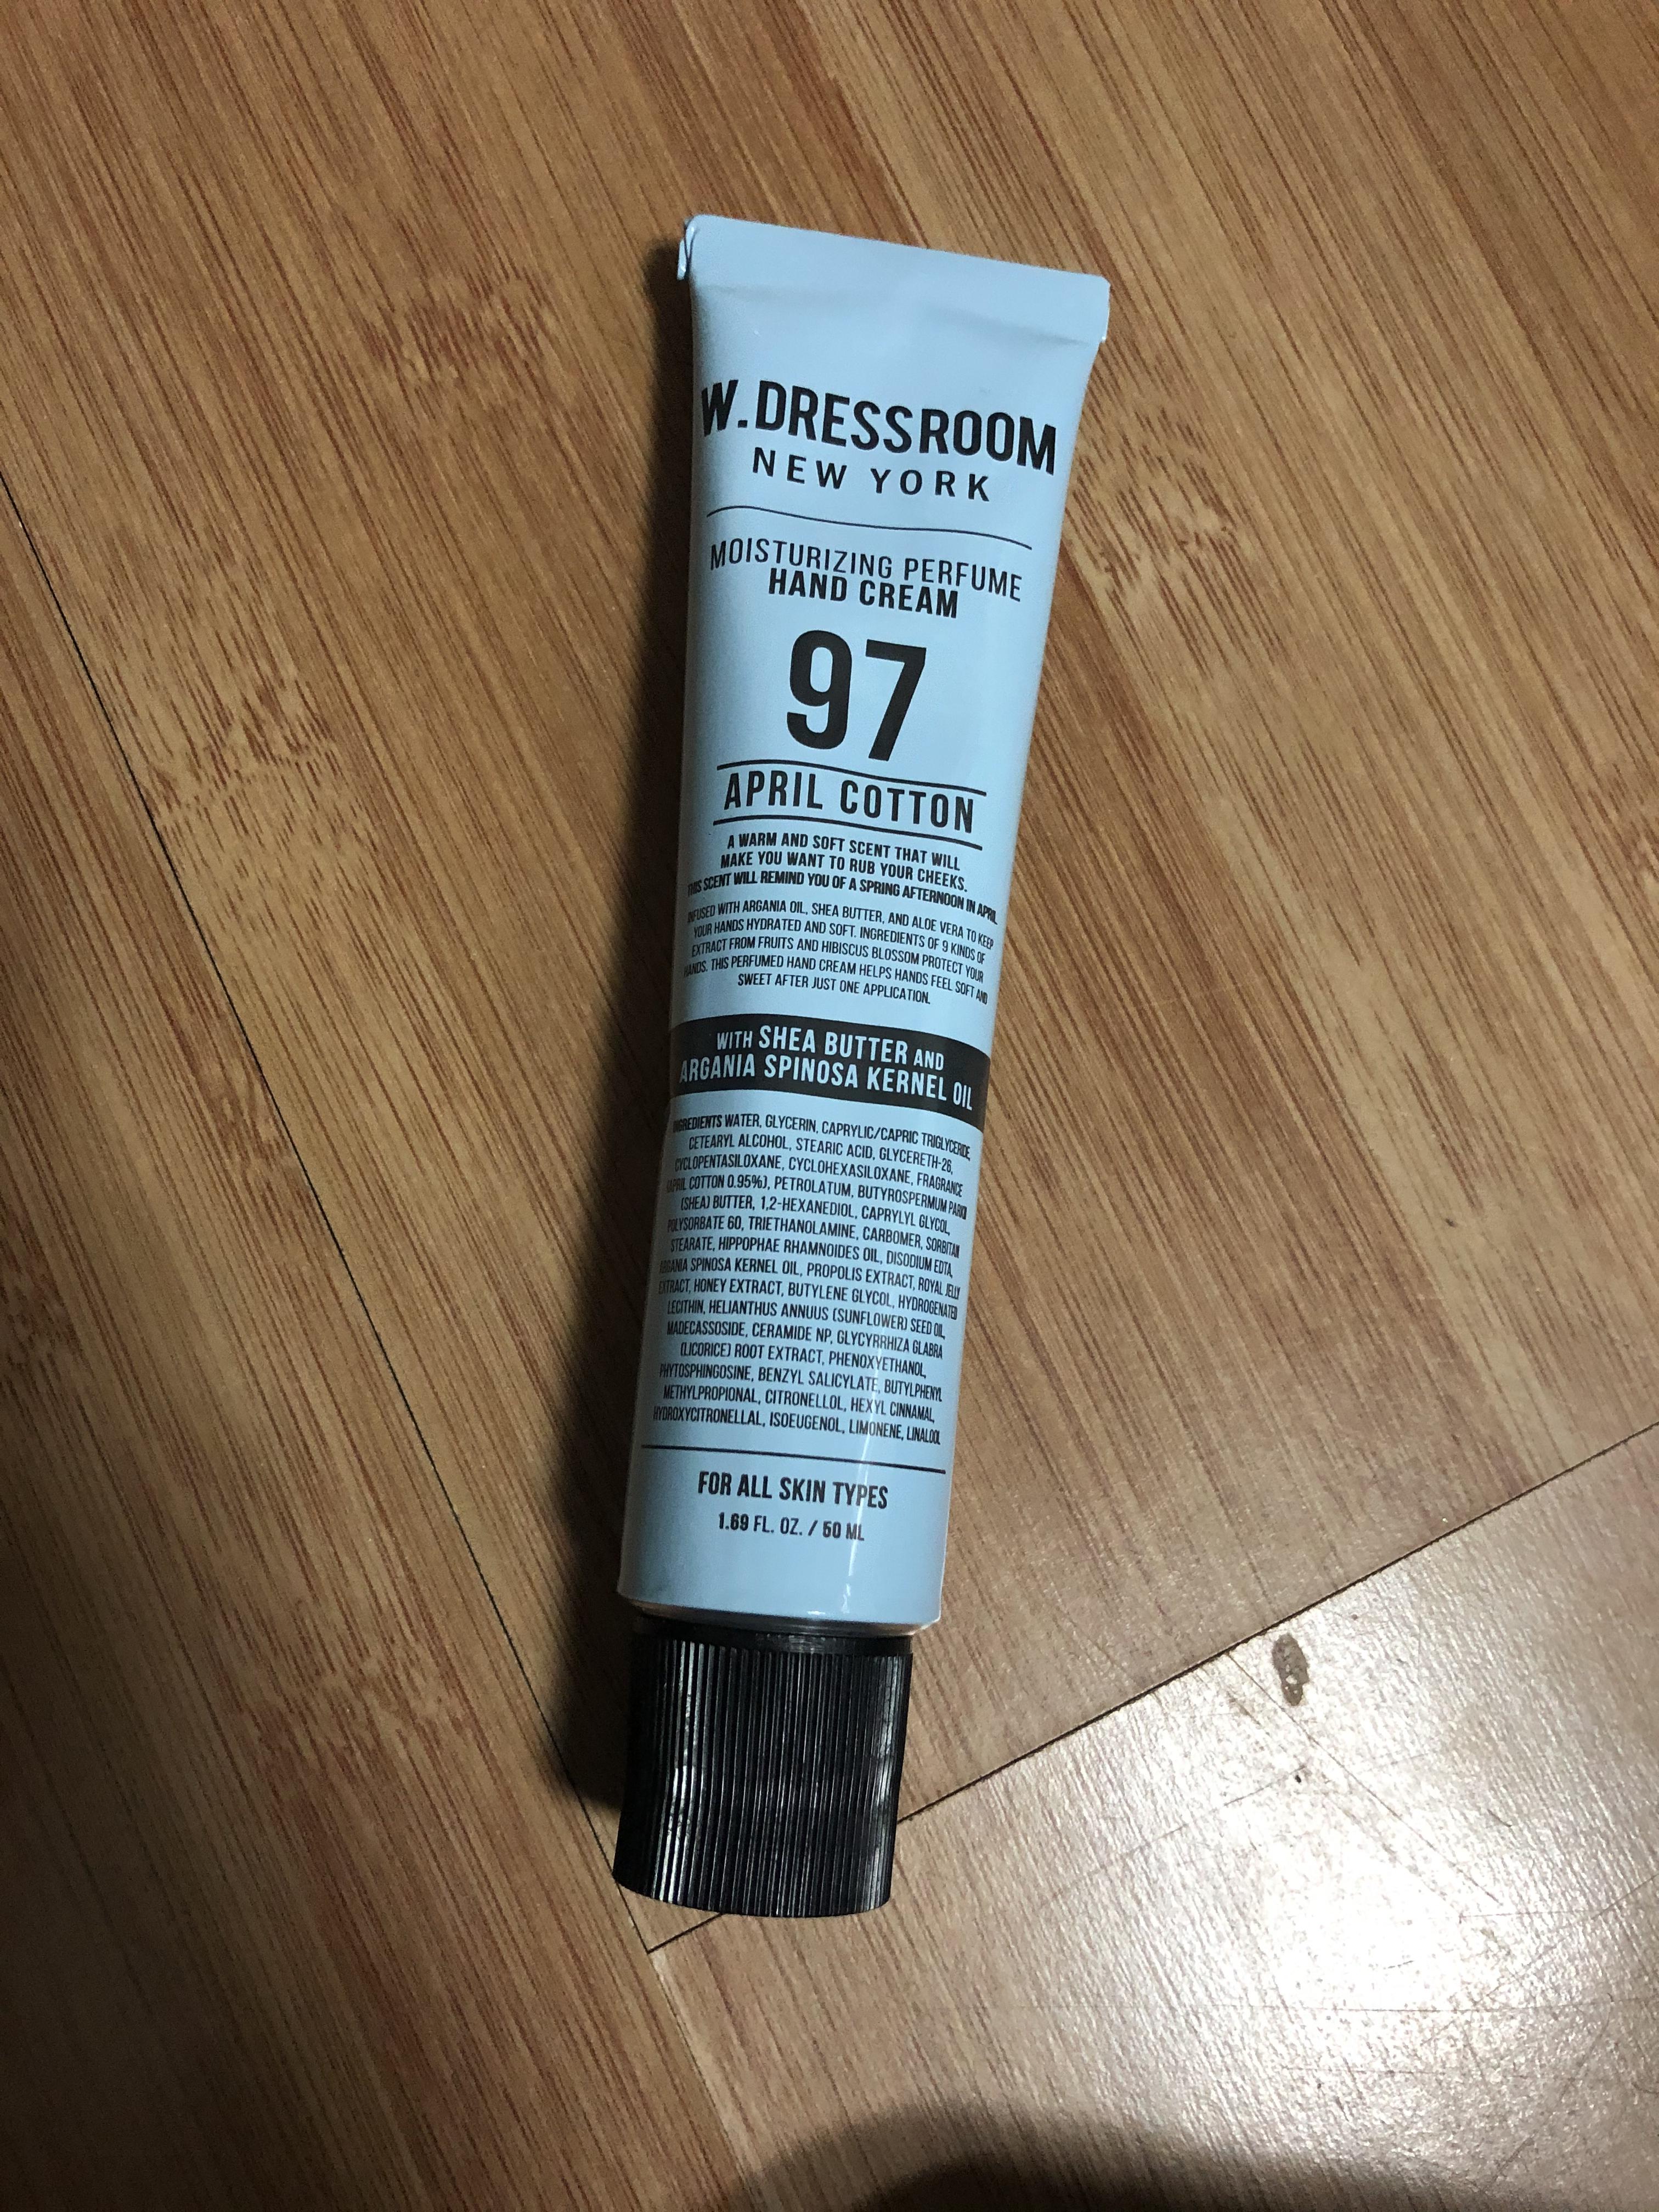 W.DRESSROOM
NEW YORK
MOISTURIZING PERFUME
HAND CREAM
97
APRIL COTTON
A WARM AND SOFT SCENT THAT WILL
MAKE YOU WANT TO RUB YOUR CHEEKS.
THIS SCENT WILL REMIND YOU OF A SPRING AFTERNOON IN APRIL.
INFUSED WITH ARGANIA OIL, SHEA BUTTER, AND ALOE VERA TO KEEP
YOUR HANDS HYDRATED AND SOFT. INGREDIENTS OF 9 KINDS OF
EXTRACT FROM FRUITS AND HIBISCUS BLOSSOM PROTECT YOUR
HANDS. THIS PERFUMED HAND CREAM HELPS HANDS FEEL SOFT AND
SWEET AFTER JUST ONE APPLICATION.
WITH SHEA BUTTER AND
ARGANIA SPINOSA KERNEL OIL
INGREDIENTS WATER, GLYCERIN, CAPRYLIC/CAPRIC TRIGLYCERIDE,
CETEARYL ALCOHOL, STEARIC ACID, GLYCERETH-26,
CYCLOPENTASILOXANE, CYCLOHEXASILOXANE, FRAGRANCE
(APRIL COTTON 0.95%), PETROLATUM, BUTYROSPERMUM PARKII
(SHEA) BUTTER, 1,2-HEXANEDIOL, CAPRYLYL GLYCOL,
POLYSORBATE 60, TRIETHANOLAMINE, CARBOMER, SORBITAN
STEARATE, HIPPOPHAE RHAMNOIDES OIL, DISODIUM EDTA,
ARGANIA SPINOSA KERNEL OIL, PROPOLIS EXTRACT, ROYAL JELLY
EXTRACT, HONEY EXTRACT, BUTYLENE GLYCOL, HYDROGENATED
LECITHIN, HELIANTHUS ANNUUS (SUNFLOWER) SEED OIL,
MADECASSOSIDE, CERAMIDE NP, GLYCYRRHIZA GLABRA
(LICORICE) ROOT EXTRACT, PHENOXYETHANOL,
PHYTOSPHINGOSINE, BENZYL SALICYLATE, BUTYLPHENYL
METHYLPROPIONAL, CITRONELLOL, HEXYL CINNAMAL,
HYDROXYCITRONELLAL, ISOEUGENOL, LIMONENE, LINALOOL
FOR ALL SKIN TYPES
1.69 FL. OZ. / 50 ML